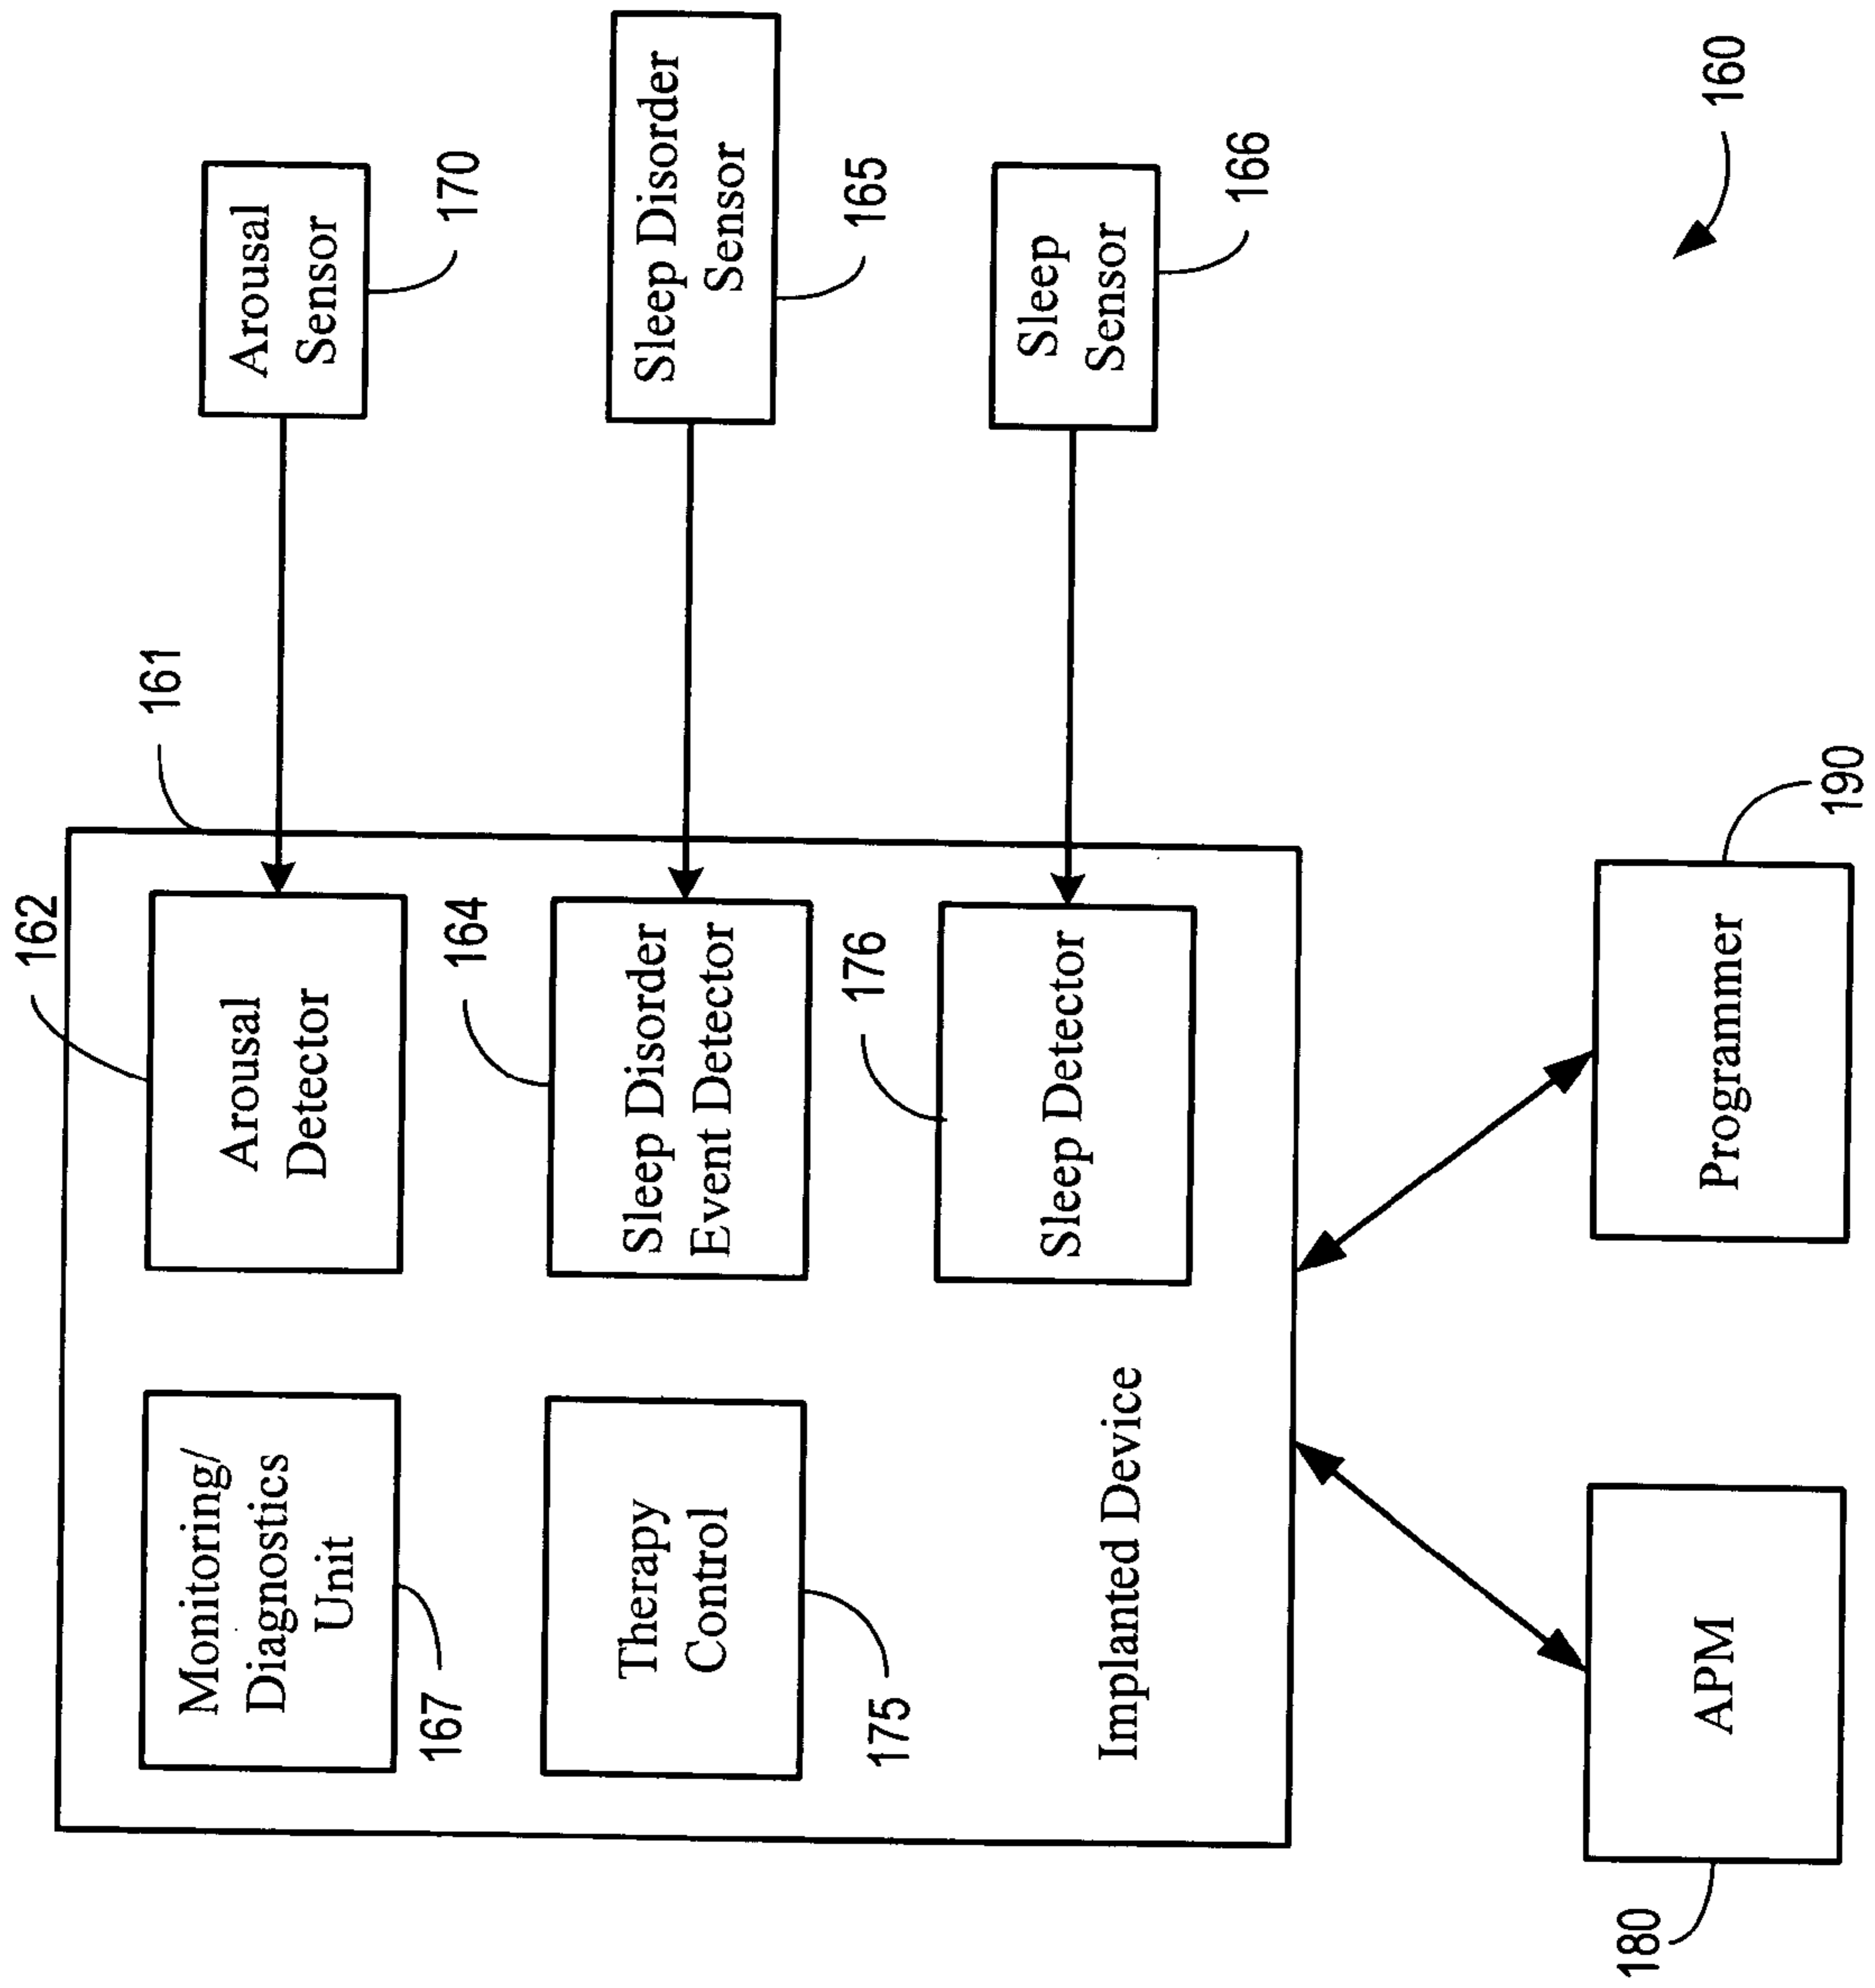 162
161
Monitoring/
Diagnostics
Unit
167
Arousal
Detector
Arousal
Sensor
170
164
Therapy
Control
175
Sleep Disorder
Event Detector
Sleep Disorder
Sensor
165
176
Implanted Device
Sleep Detector
Sleep
Sensor
166
180
APM
Programmer
190
160